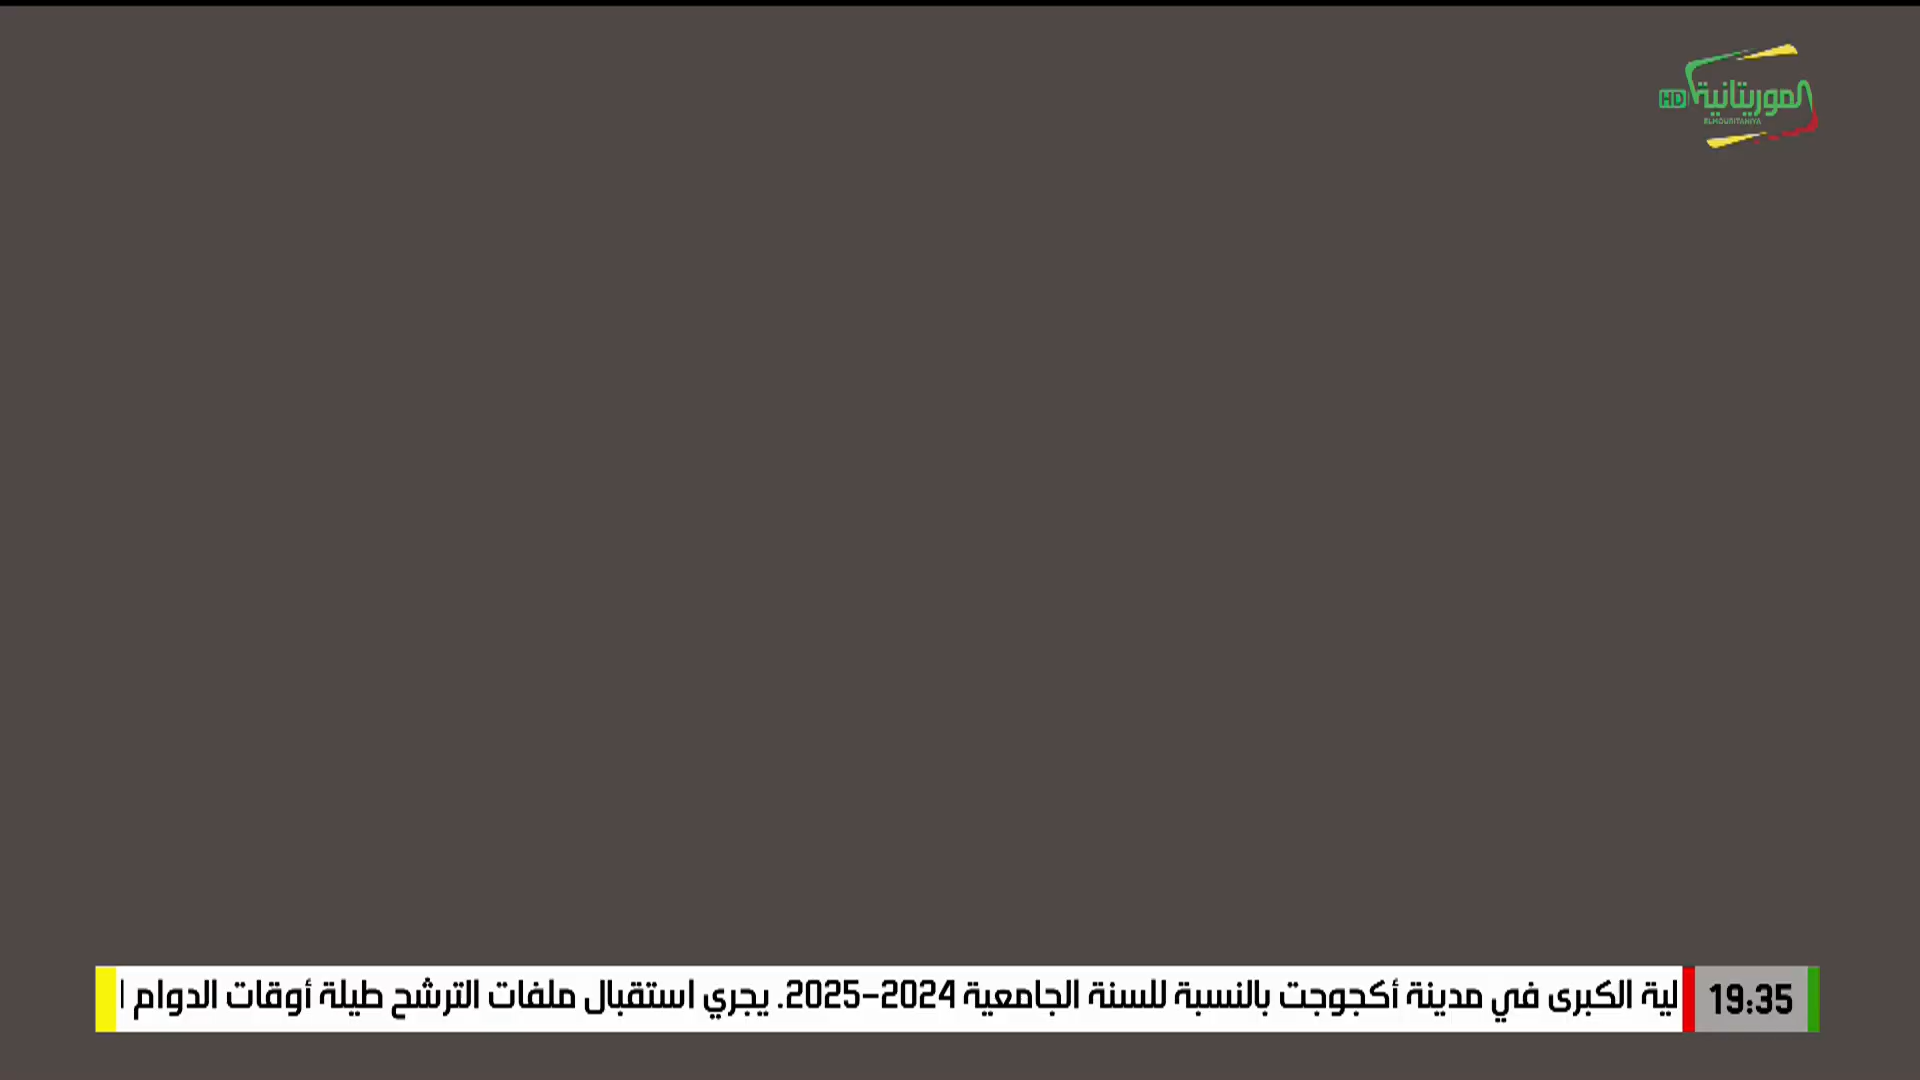 الموريتانية
HD
ELMOURITANIYA
19:35
لية الكبرى في مدينة أكجوجت بالنسبة للسنة الجامعية 2024–2025. يجري استقبال ملفات الترشح طيلة أوقات الدوام ا